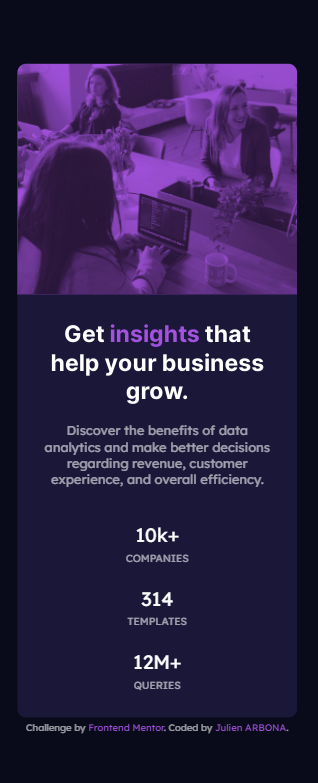 Get insights that
help your business
grow.
Discover the benefits of data
analytics and make better decisions
regarding revenue, customer
experience, and overall efficiency.
10k+
COMPANIES
314
TEMPLATES
12M+
QUERIES
Challenge by Frontend Mentor. Coded by Julien ARBONA.